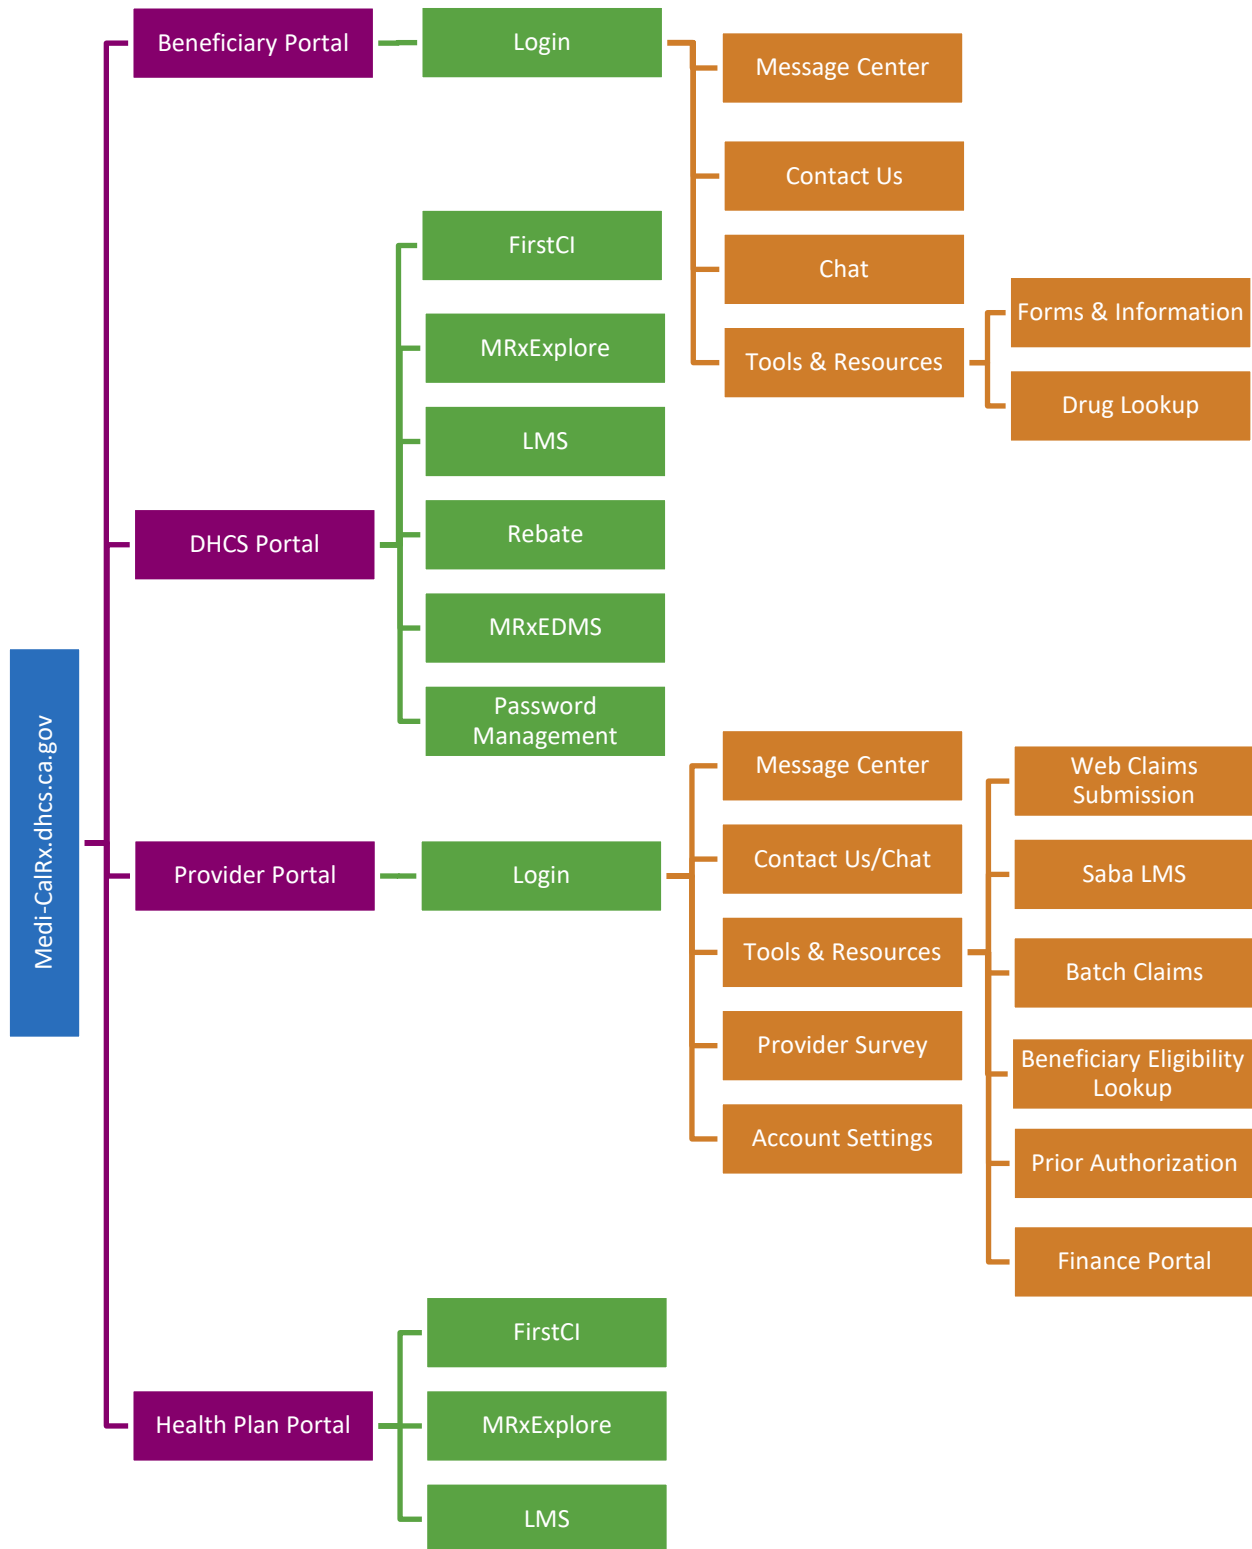 Medi-CalRx.dhcs.ca.gov
Beneficiary Portal
Login
Message Center
Contact Us
Chat
Tools & Resources
Forms & Information
Drug Lookup
DHCS Portal
FirstCI
MRxExplore
LMS
Rebate
MRxEDMS
Password
Management
Provider Portal
Login
Message Center
Contact Us/Chat
Tools & Resources
Web Claims
Submission
Saba LMS
Batch Claims
Beneficiary Eligibility
Lookup
Prior Authorization
Finance Portal
Provider Survey
Account Settings
Health Plan Portal
FirstCI
MRxExplore
LMS